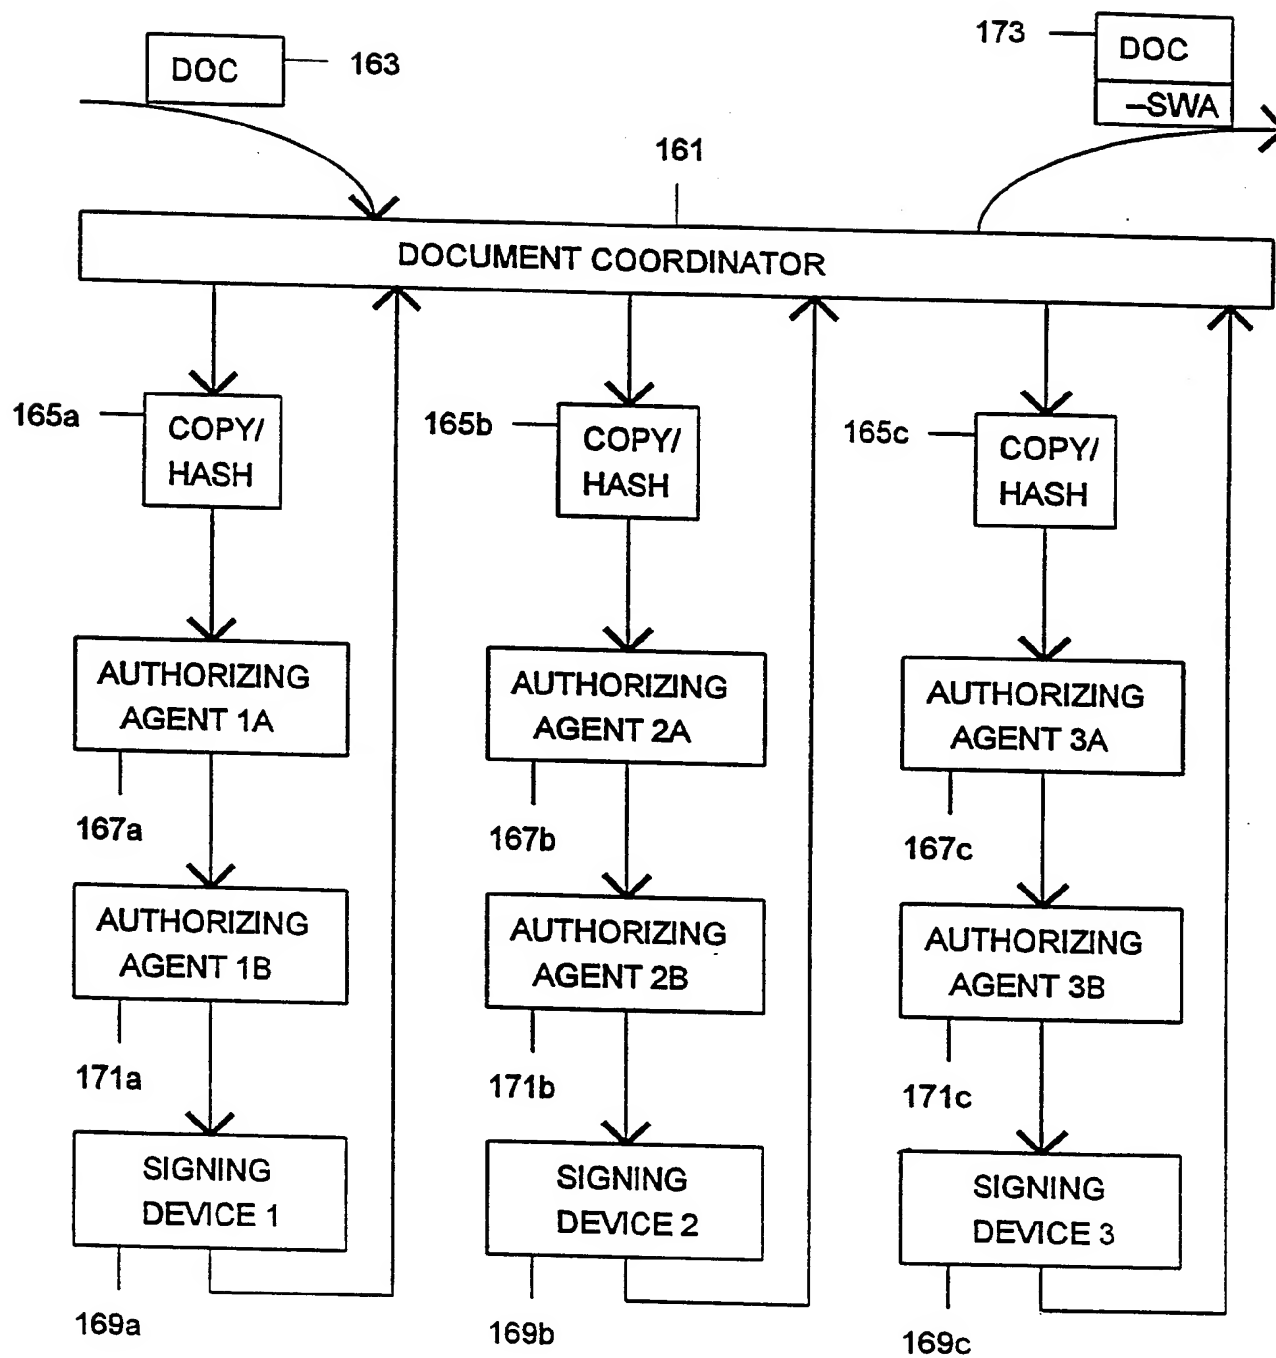 DOC
163
173
DOC
–SWA
161
DOCUMENT COORDINATOR
165a
COPY/
HASH
165b
COPY/
HASH
165c
COPY/
HASH
AUTHORIZING
AGENT 1A
AUTHORIZING
AGENT 2A
AUTHORIZING
AGENT 3A
167a
167b
167c
AUTHORIZING
AGENT 1B
AUTHORIZING
AGENT 2B
AUTHORIZING
AGENT 3B
171a
171b
171c
SIGNING
DEVICE 1
SIGNING
DEVICE 2
SIGNING
DEVICE 3
169a
169b
169c